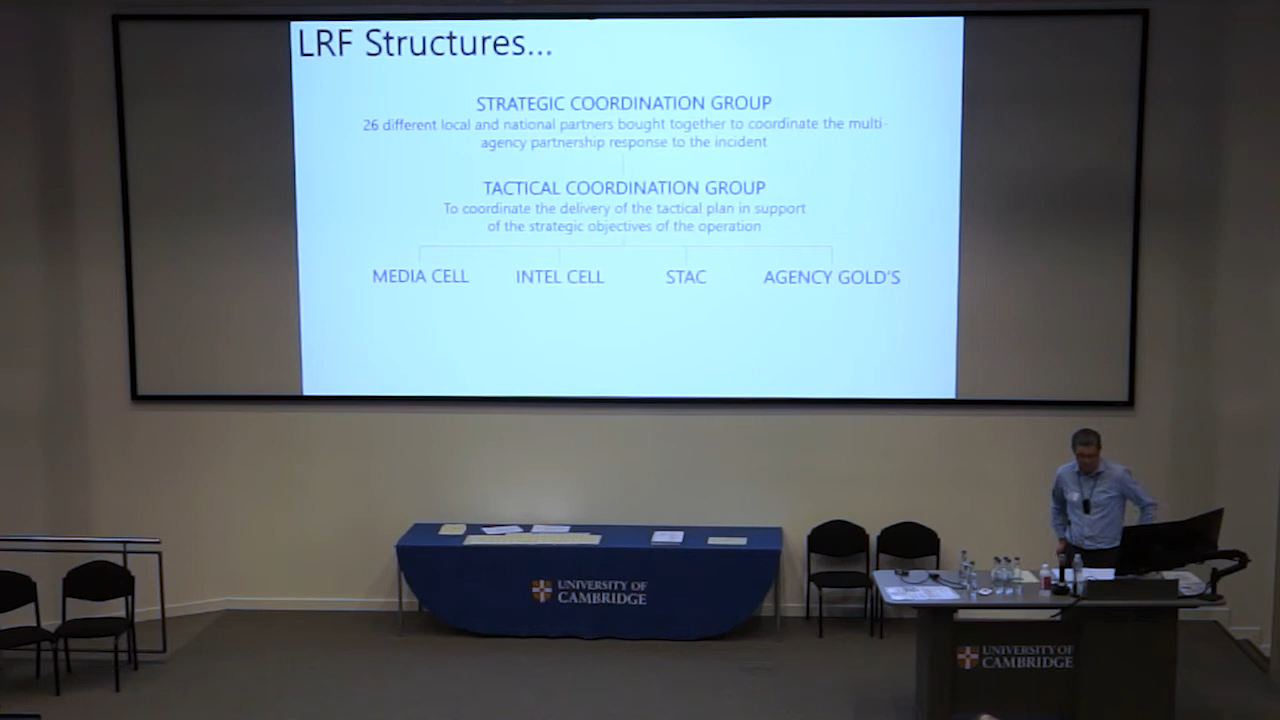 LRF Structures...
STRATEGIC COORDINATION GROUP
26 different local and national partners bought together to coordinate the multi-
agency partnership response to the incident
TACTICAL COORDINATION GROUP
To coordinate the delivery of the tactical plan in support
of the strategic objectives of the operation
MEDIA CELL INTEL CELL STAC AGENCY GOLD'S
UNIVERSITY OF
CAMBRIDGE
UNIVERSITY OF
CAMBRIDGE